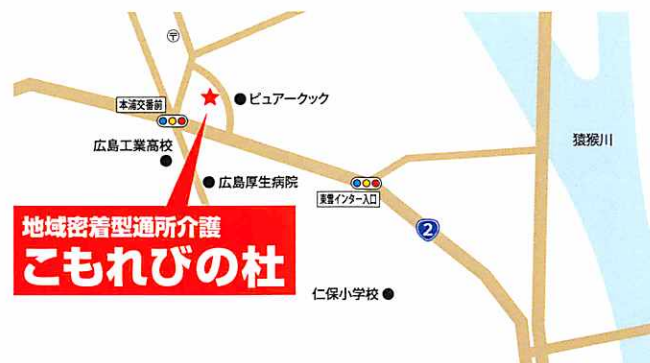 〒
本浦交番前
ピュアークック
猿猴川
広島工業高校
広島厚生病院
東雲インター入口
地域密着型通所介護
こもれびの杜
2
仁保小学校